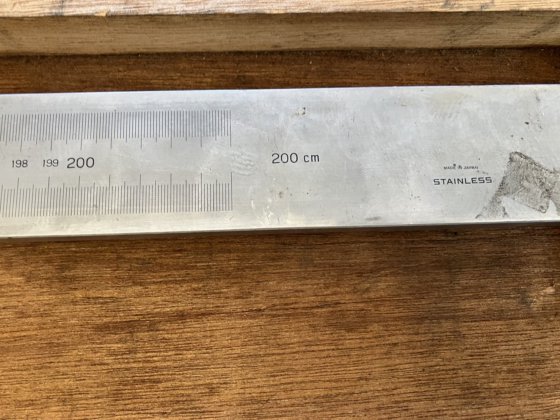 198 199 200
200 cm
MADE IN JAPAN
STAINLESS